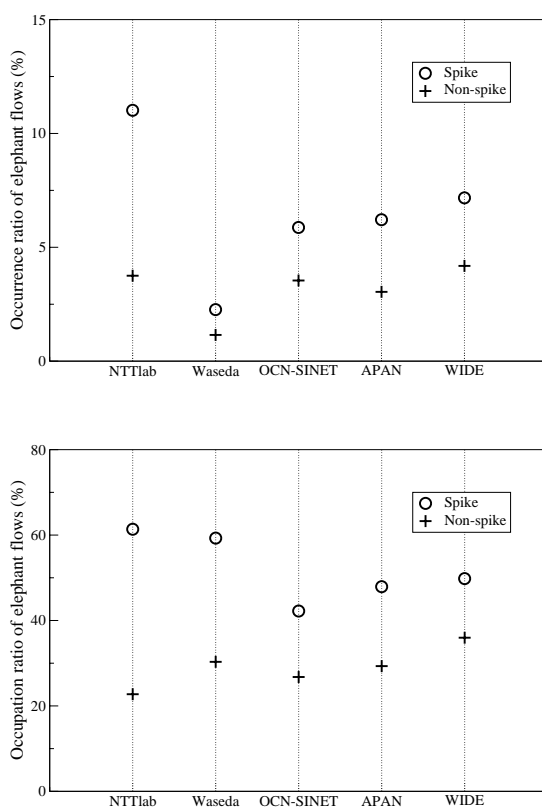 15
10
5
0
Occurrence ratio of elephant flows (%)
Spike
Non-spike
NTTlab Waseda OCN-SINET APAN WIDE
80
60
40
20
0
Occupation ratio of elephant flows (%)
Spike
Non-spike
NTTlab Waseda OCN-SINET APAN WIDE